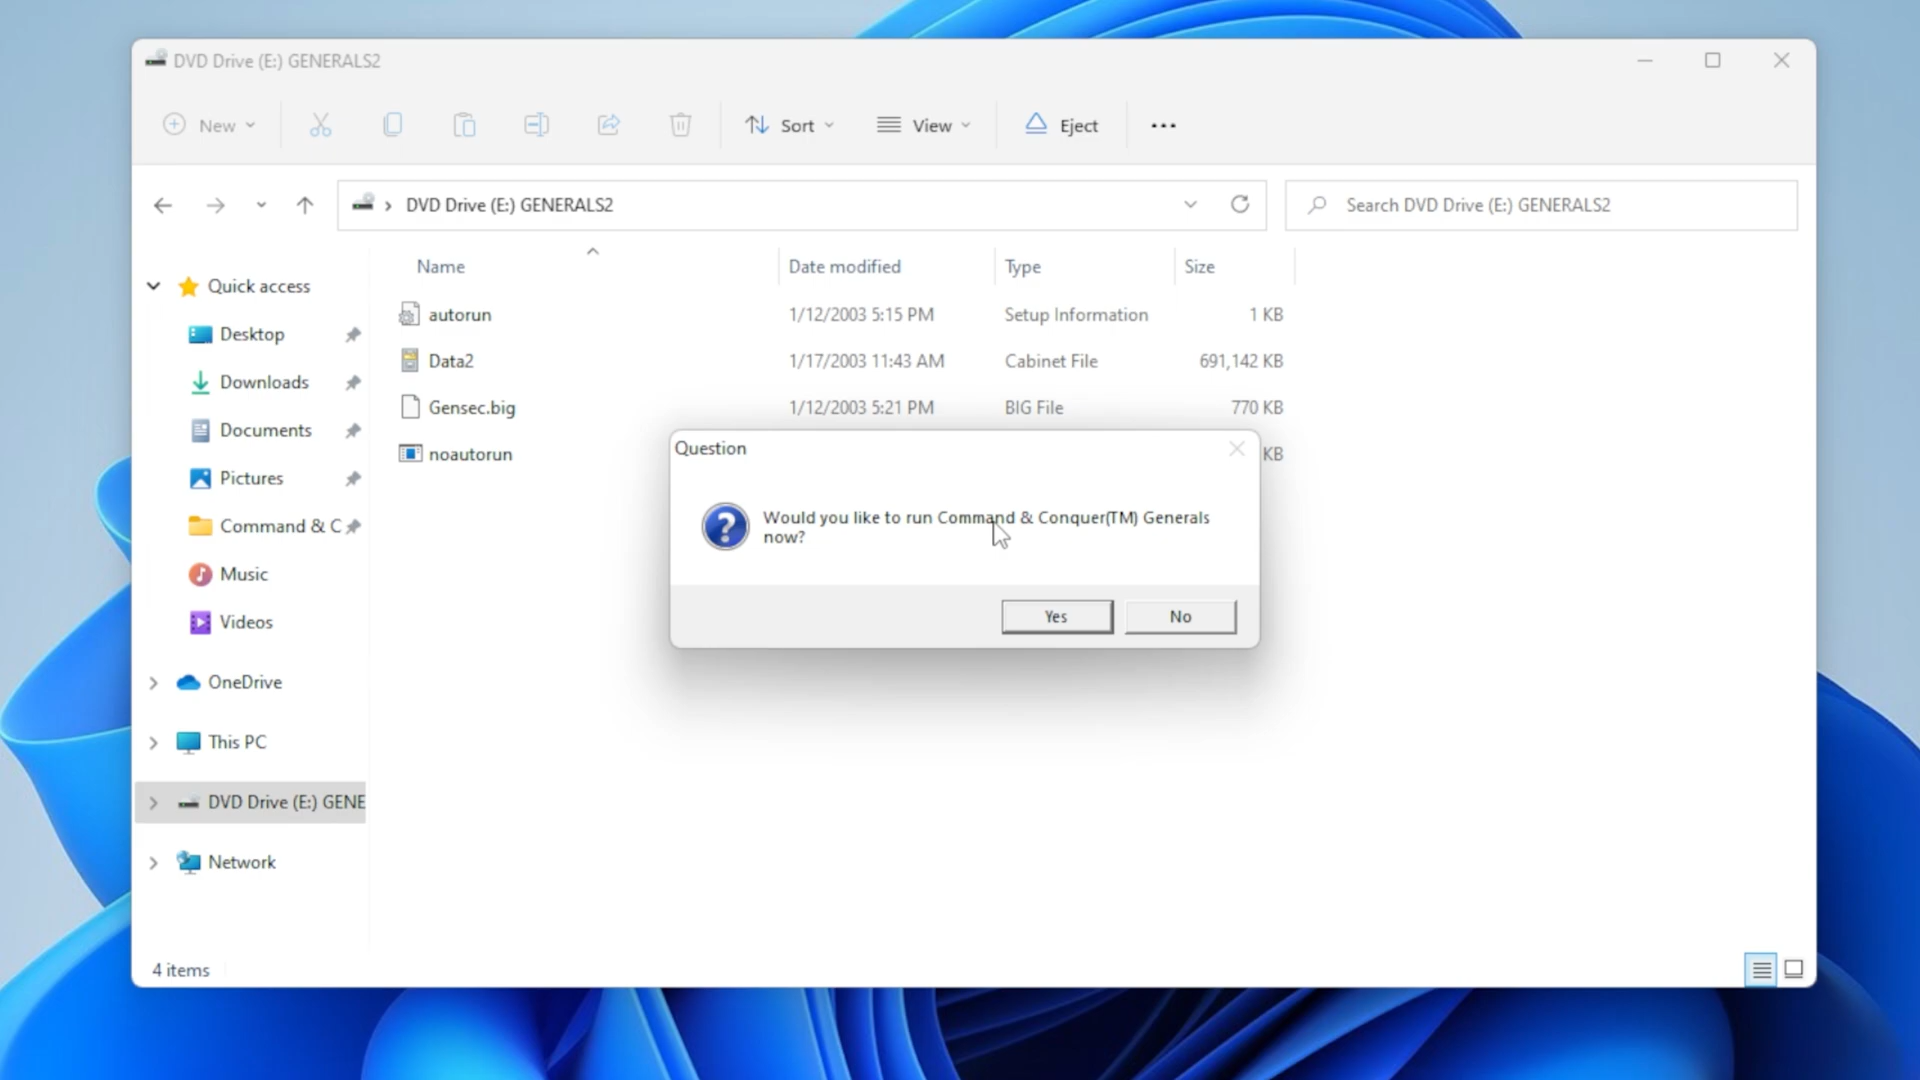 DVD Drive (E:) GENERALS2
New
Sort
View
Eject
DVD Drive (E:) GENERALS2
Search DVD Drive (E:) GENERALS2
Name Date modified Type Size
autorun 1/12/2003 5:15 PM Setup Information 1 KB
Data2 1/17/2003 11:43 AM Cabinet File 691,142 KB
Gensec.big 1/12/2003 5:21 PM BIG File 770 KB
noautorun KB
Quick access
Desktop
Downloads
Documents
Pictures
Command & C
Music
Videos
OneDrive
This PC
DVD Drive (E:) GENE
Network
Question
Would you like to run Command & Conquer(TM) Generals
now?
Yes
No
4 items